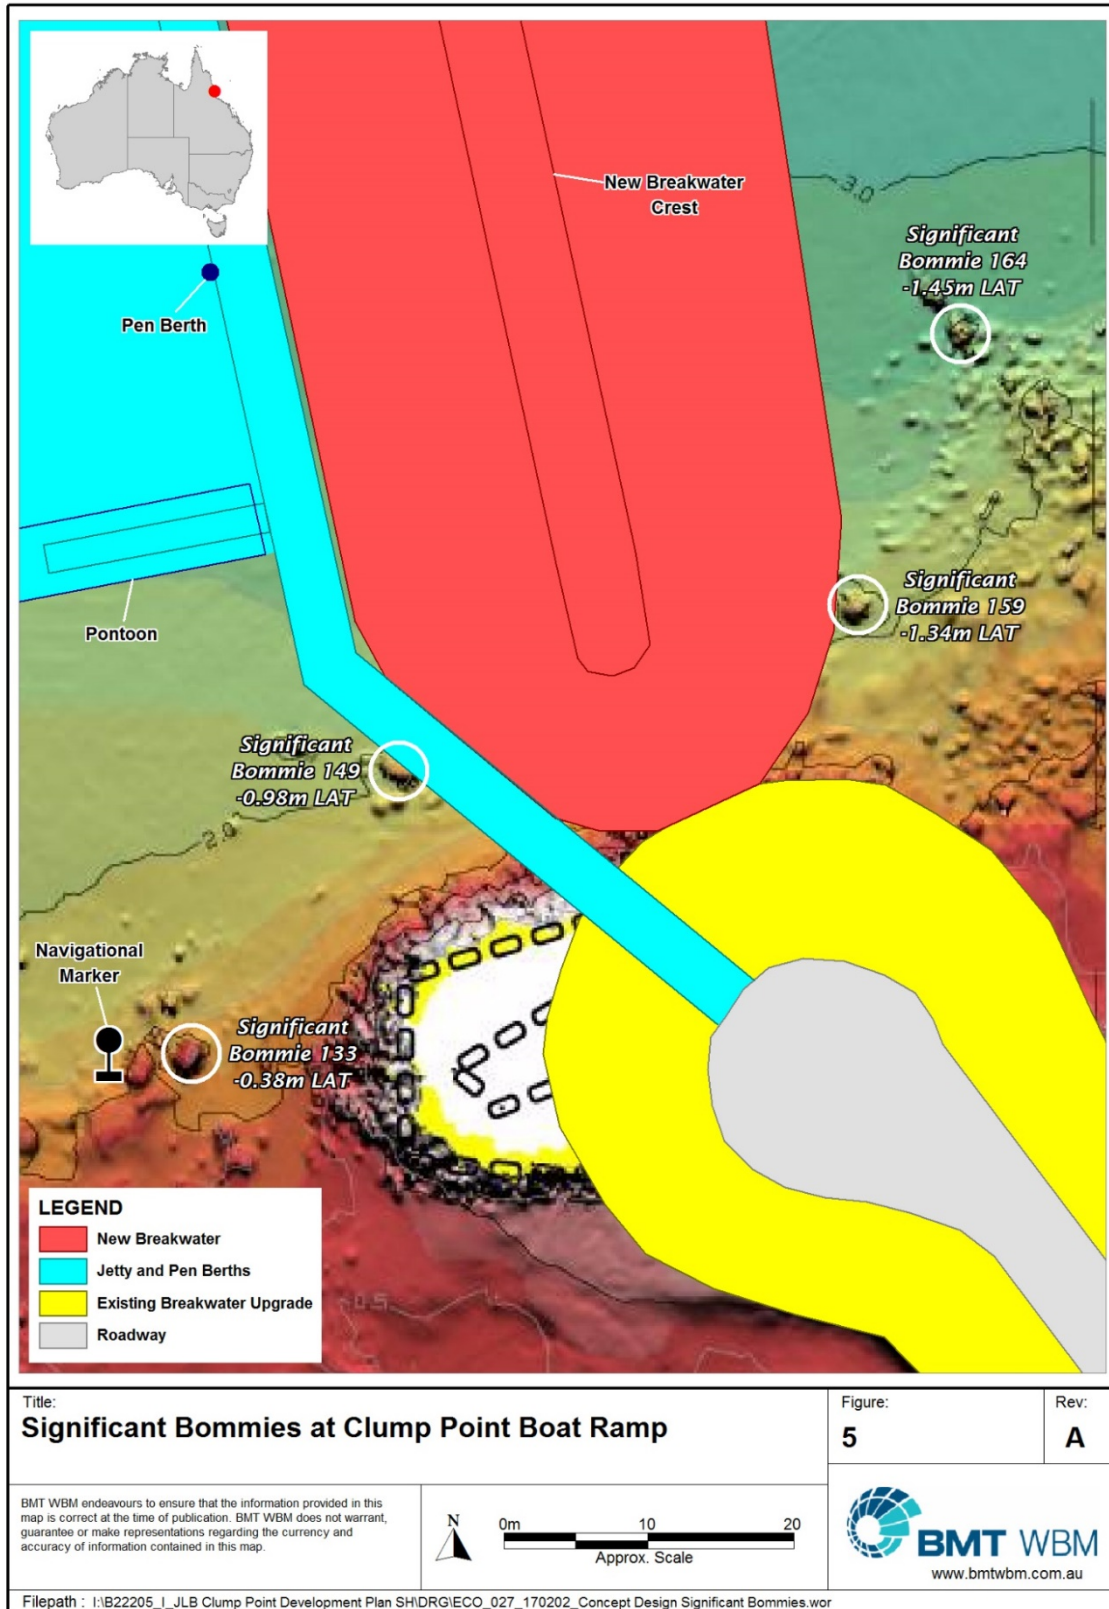 New Breakwater
Crest
3.0
Significant
Bommie 164
-1.45m LAT
Pen Berth
Pontoon
Significant
Bommie 159
-1.34m LAT
Significant
Bommie 149
-0.98m LAT
2.0
Navigational
Marker
Significant
Bommie 133
-0.38m LAT
LEGEND
New Breakwater
Jetty and Pen Berths
Existing Breakwater Upgrade
Roadway
Title:
Significant Bommies at Clump Point Boat Ramp
Figure:
5
Rev:
A
BMT WBM endeavours to ensure that the information provided in this
map is correct at the time of publication. BMT WBM does not warrant,
guarantee or make representations regarding the currency and
accuracy of information contained in this map.
N
0m 10 20
Approx. Scale
BMT WBM
www.bmtwbm.com.au
Filepath : I:\B22205_I_JLB Clump Point Development Plan SH\DRG\ECO_027_170202_Concept Design Significant Bommies.wor